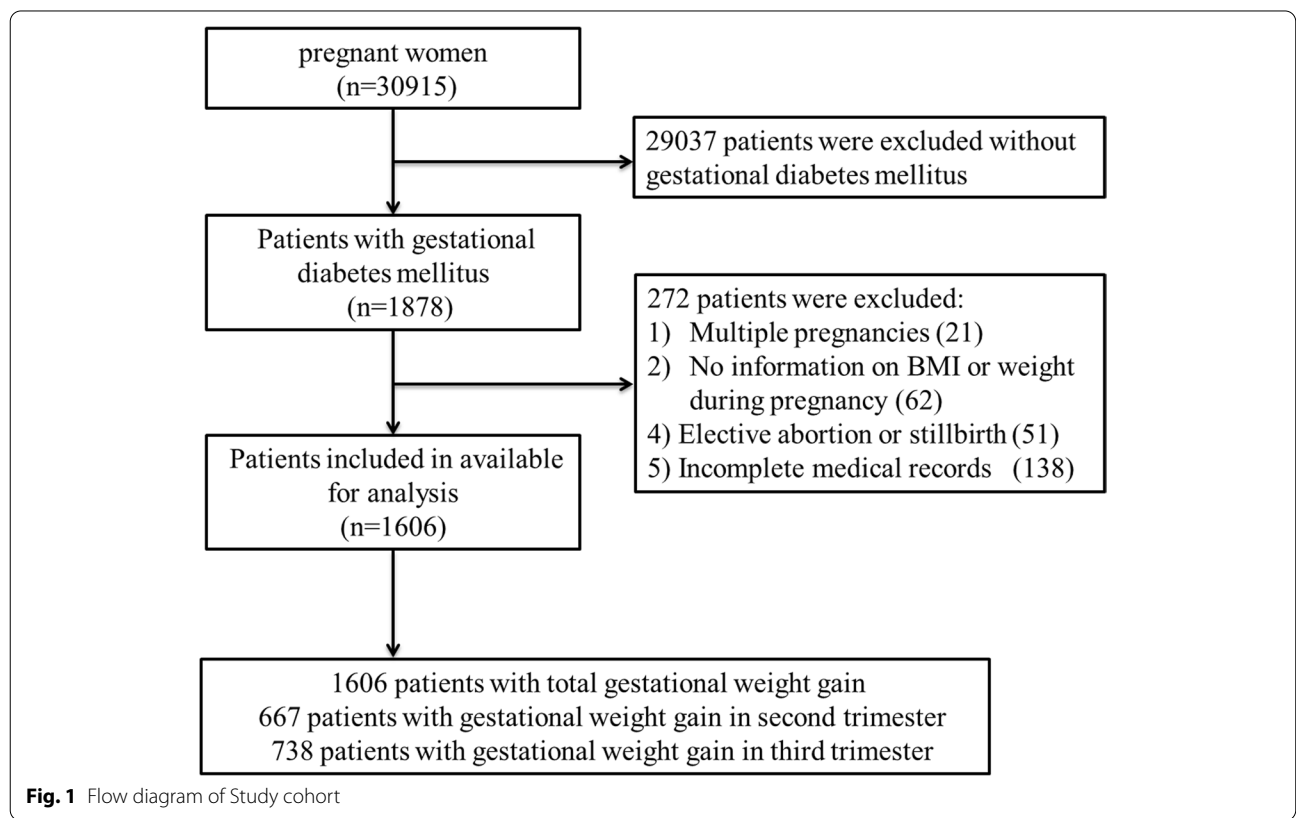 pregnant women
(n=30915)
29037 patients were excluded without
gestational diabetes mellitus
Patients with gestational
diabetes mellitus
(n=1878)
272 patients were excluded:
1) Multiple pregnancies (21)
2) No information on BMI or weight
during pregnancy (62)
4) Elective abortion or stillbirth (51)
5) Incomplete medical records (138)
Patients included in available
for analysis
(n=1606)
1606 patients with total gestational weight gain
667 patients with gestational weight gain in second trimester
738 patients with gestational weight gain in third trimester
Fig. 1 Flow diagram of Study cohort